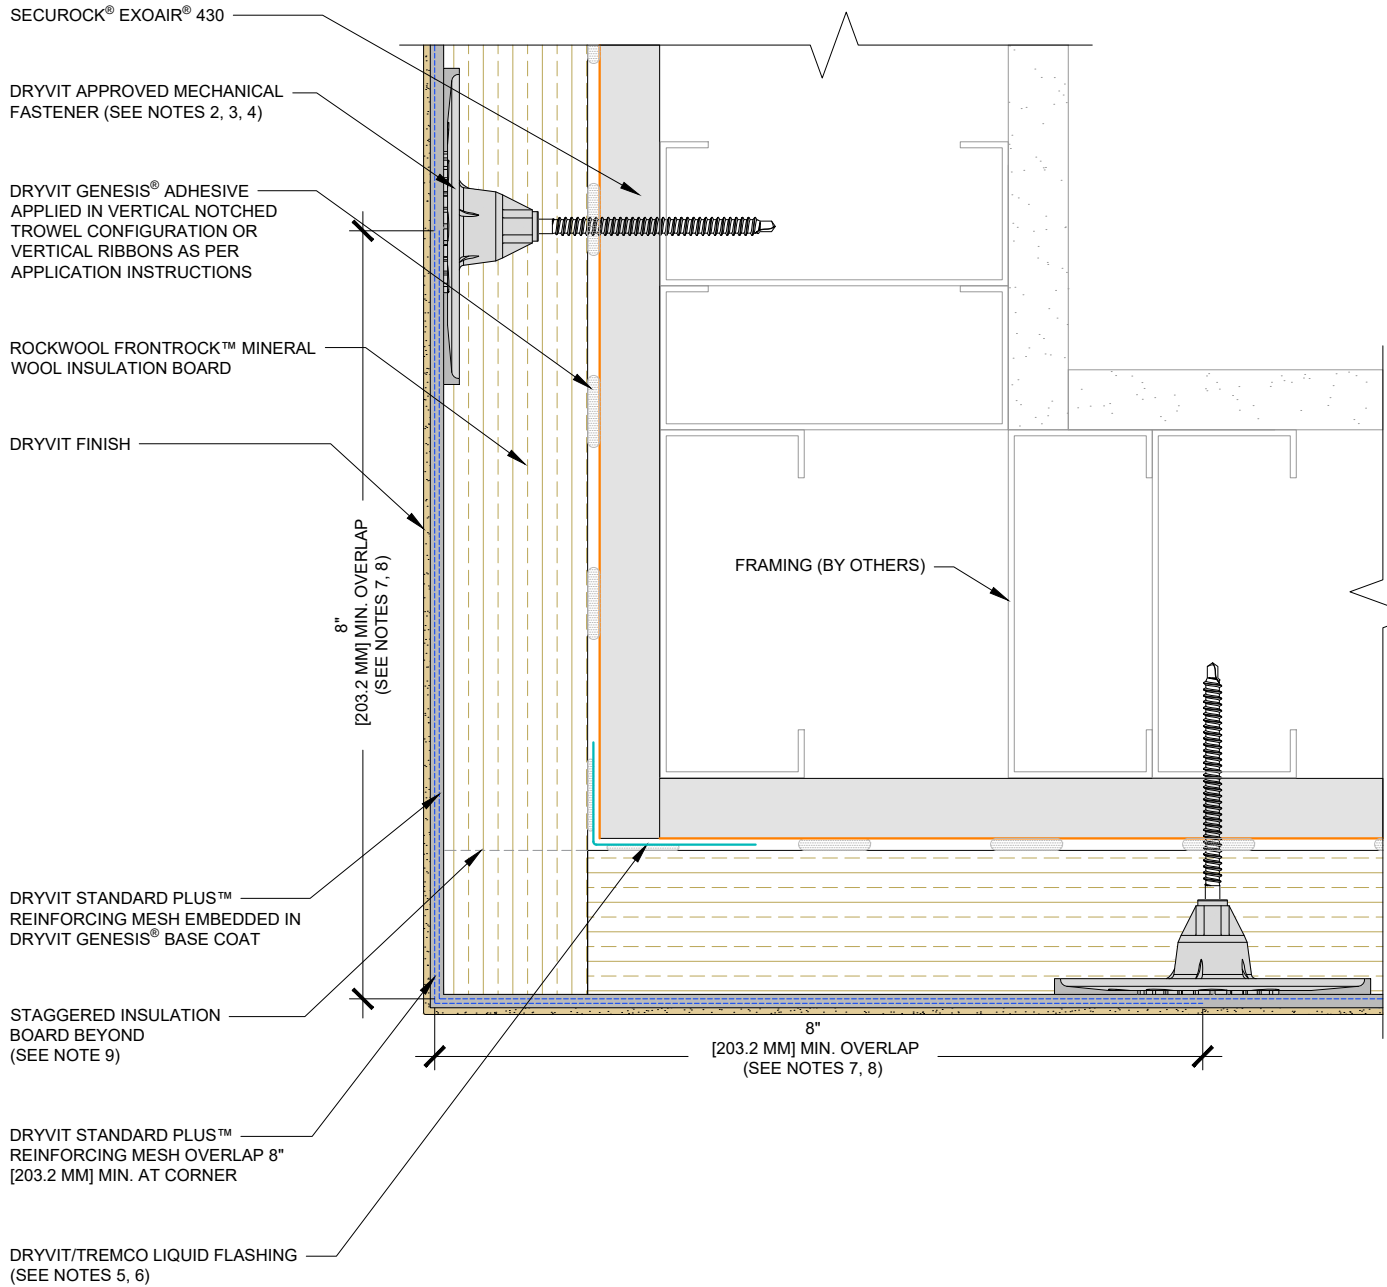 SECUROCK® EXOAIR® 430
DRYVIT APPROVED MECHANICAL
FASTENER (SEE NOTES 2, 3, 4)
DRYVIT GENESIS® ADHESIVE
APPLIED IN VERTICAL NOTCHED
TROWEL CONFIGURATION OR
VERTICAL RIBBONS AS PER
APPLICATION INSTRUCTIONS
ROCKWOOL FRONTROCK™ MINERAL
WOOL INSULATION BOARD
DRYVIT FINISH
8"
[203.2 MM] MIN. OVERLAP
(SEE NOTES 7, 8)
FRAMING (BY OTHERS)
DRYVIT STANDARD PLUS™
REINFORCING MESH EMBEDDED IN
DRYVIT GENESIS® BASE COAT
STAGGERED INSULATION
BOARD BEYOND
(SEE NOTE 9)
8"
[203.2 MM] MIN. OVERLAP
(SEE NOTES 7, 8)
DRYVIT STANDARD PLUS™
REINFORCING MESH OVERLAP 8"
[203.2 MM] MIN. AT CORNER
DRYVIT/TREMCO LIQUID FLASHING
(SEE NOTES 5, 6)